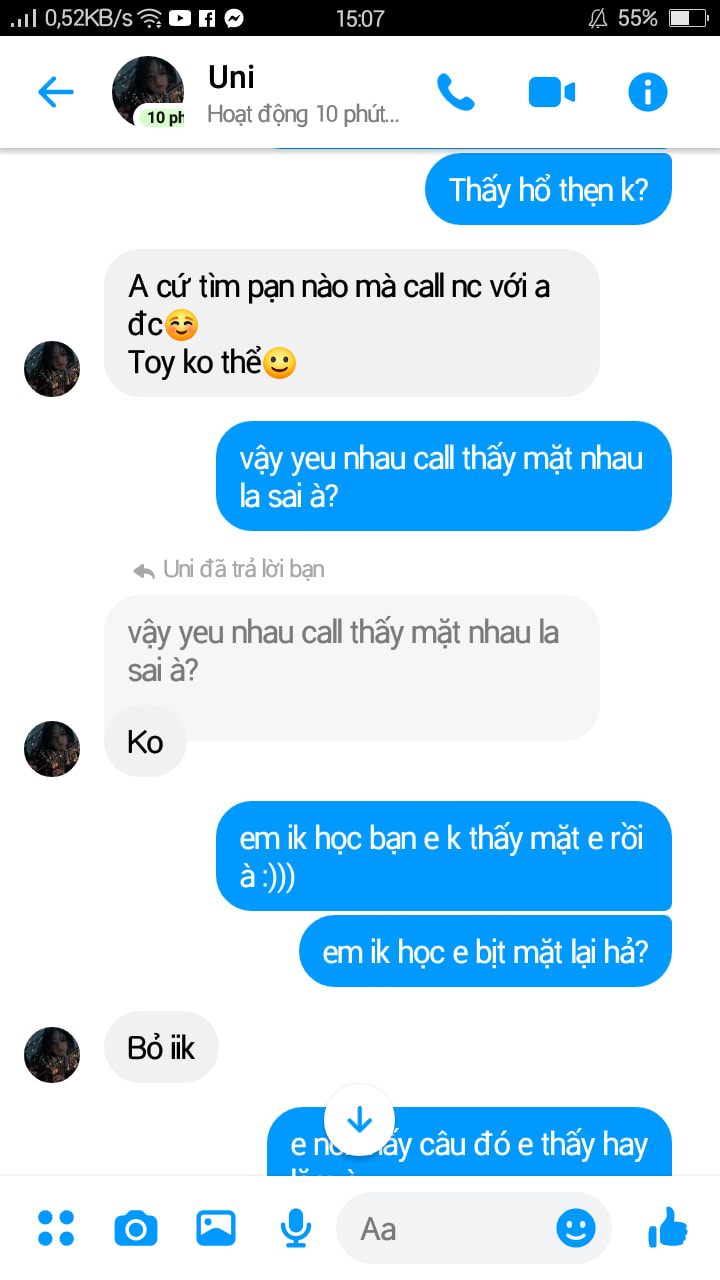 0,52KB/s
15:07
55%
Uni
10 ph
Hoạt động 10 phút...
Thấy hổ thẹn k?
A cứ tìm pạn nào mà call nc với a
đc☺️
Toy ko thể🙂
vậy yeu nhau call thấy mặt nhau
la sai à?
Uni đã trả lời bạn
vậy yeu nhau call thấy mặt nhau la
sai à?
Ko
em ik học bạn e k thấy mặt e rồi
à :)))
em ik học e bịt mặt lại hả?
Bỏ iik
e câu đó e thấy hay
Aa